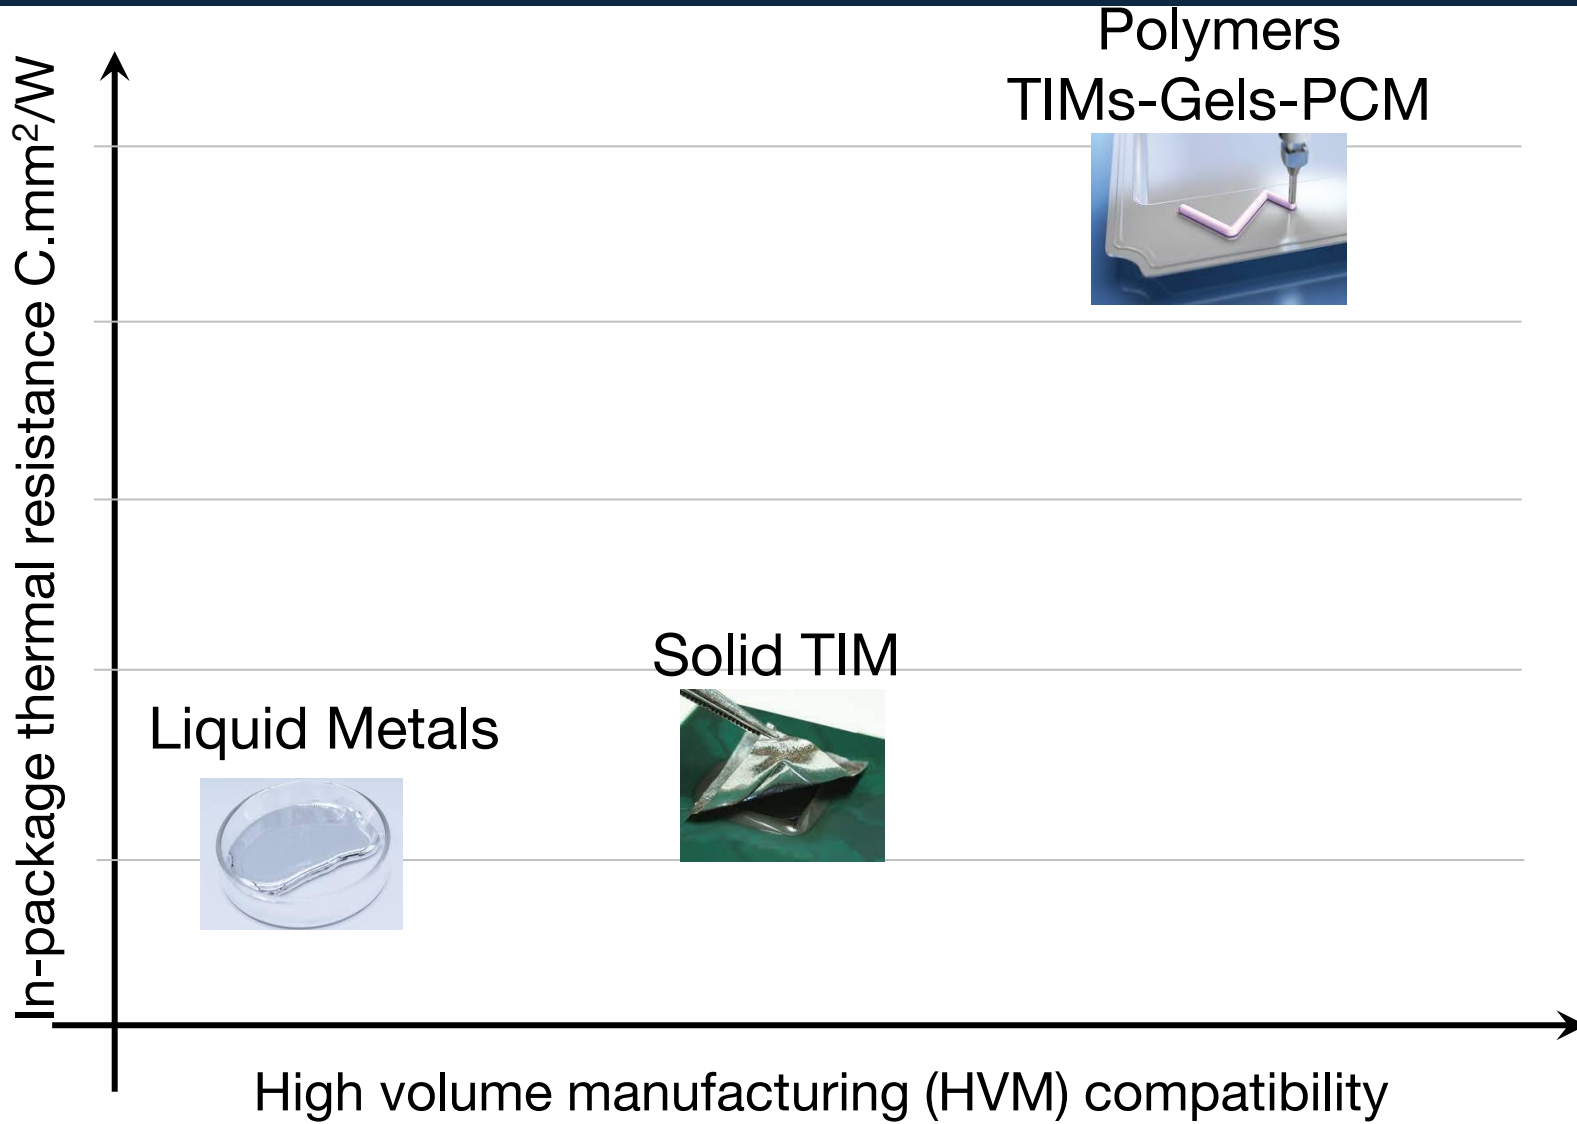 Polymers
TIMs-Gels-PCM
In-package thermal resistance C.mm²/W
Solid TIM
Liquid Metals
High volume manufacturing (HVM) compatibility